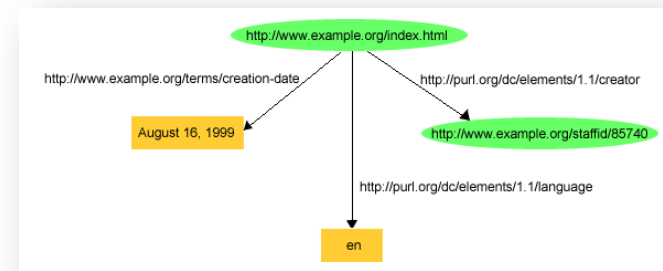 http://www.example.org/index.html
http://www.example.org/terms/creation-date
http://purl.org/dc/elements/1.1/creator
August 16, 1999
http://www.example.org/staffid/85740
http://purl.org/dc/elements/1.1/language
en